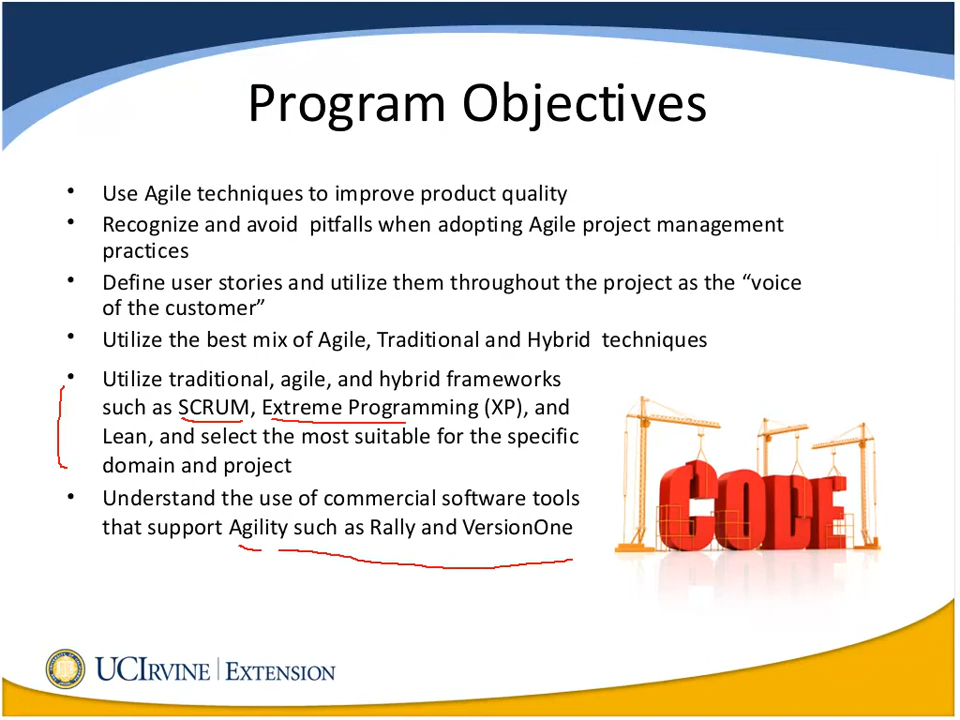 Program Objectives
• Use Agile techniques to improve product quality
• Recognize and avoid  pitfalls when adopting Agile project management
practices
• Define user stories and utilize them throughout the project as the “voice
of the customer”
• Utilize the best mix of Agile, Traditional and Hybrid  techniques
• Utilize traditional, agile, and hybrid frameworks
such as SCRUM, Extreme Programming (XP), and
Lean, and select the most suitable for the specific
domain and project
• Understand the use of commercial software tools
that support Agility such as Rally and VersionOne
CODE
UCIRVINE | EXTENSION